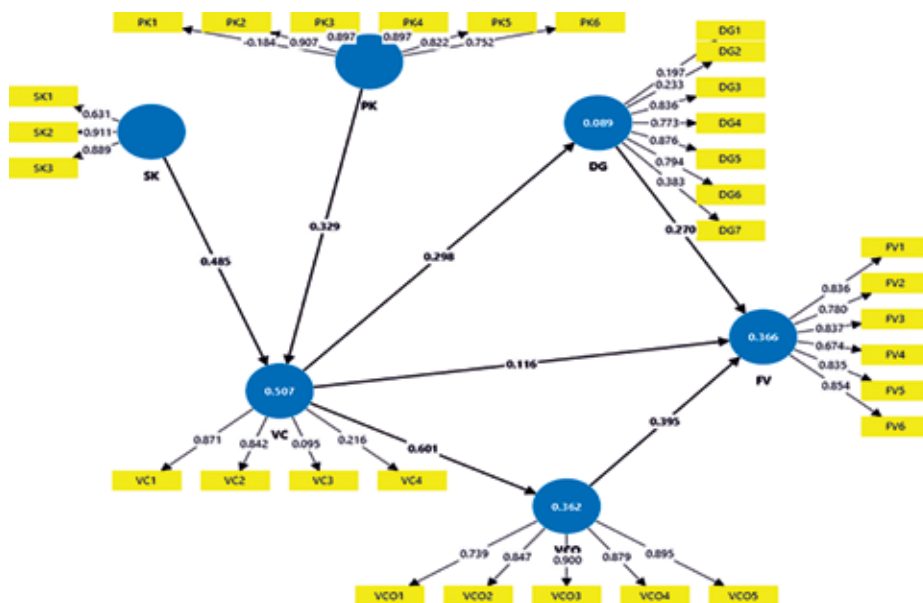 PK1 PK2 PK3 PK4 PK5 PK6
-0.184 0.907 0.897 0.897 0.822 0.752
PK
SK1
SK2
SK3
0.631
0.911
0.889
SK
DG1
DG2
DG3
DG4
DG5
DG6
DG7
0.197
0.233
0.836
0.773
0.876
0.794
0.383
0.089
DG
0.485
0.329
0.298
0.270
0.116
0.601
0.395
FV1
FV2
FV3
FV4
FV5
FV6
0.836
0.780
0.837
0.674
0.835
0.854
0.366
FV
0.507
VC
0.871 0.842 0.095 0.216
VC1 VC2 VC3 VC4
0.362
VCO
0.739 0.847 0.900 0.879 0.895
VCO1 VCO2 VCO3 VCO4 VCO5